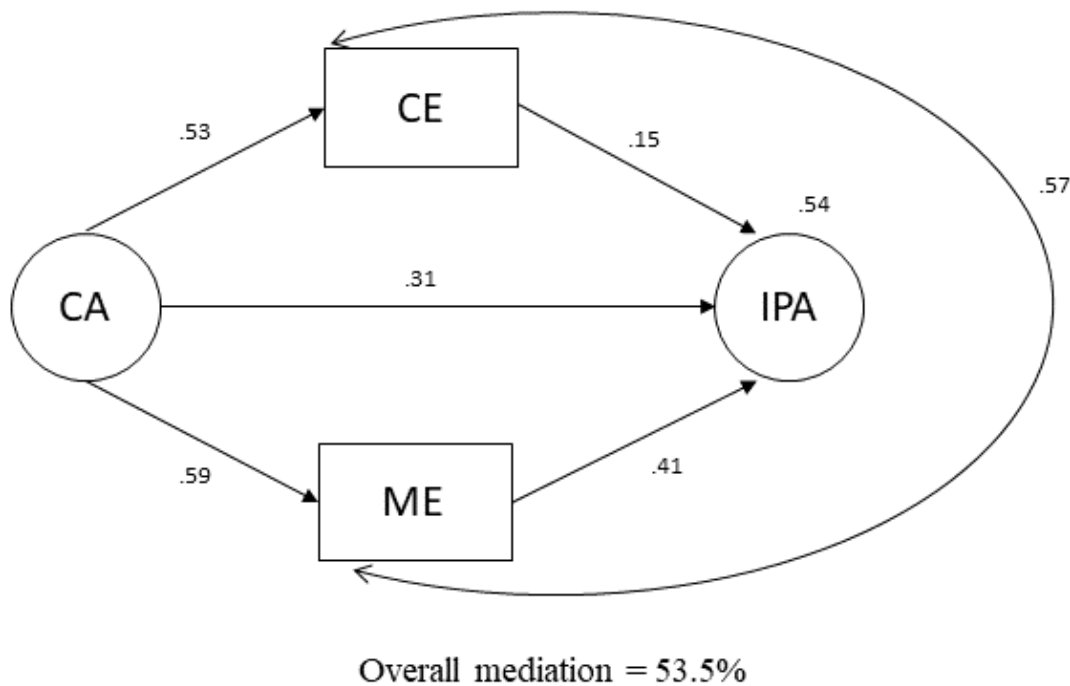 CE
.53
.15
.57
.54
CA
.31
IPA
.59
.41
ME
Overall mediation = 53.5%